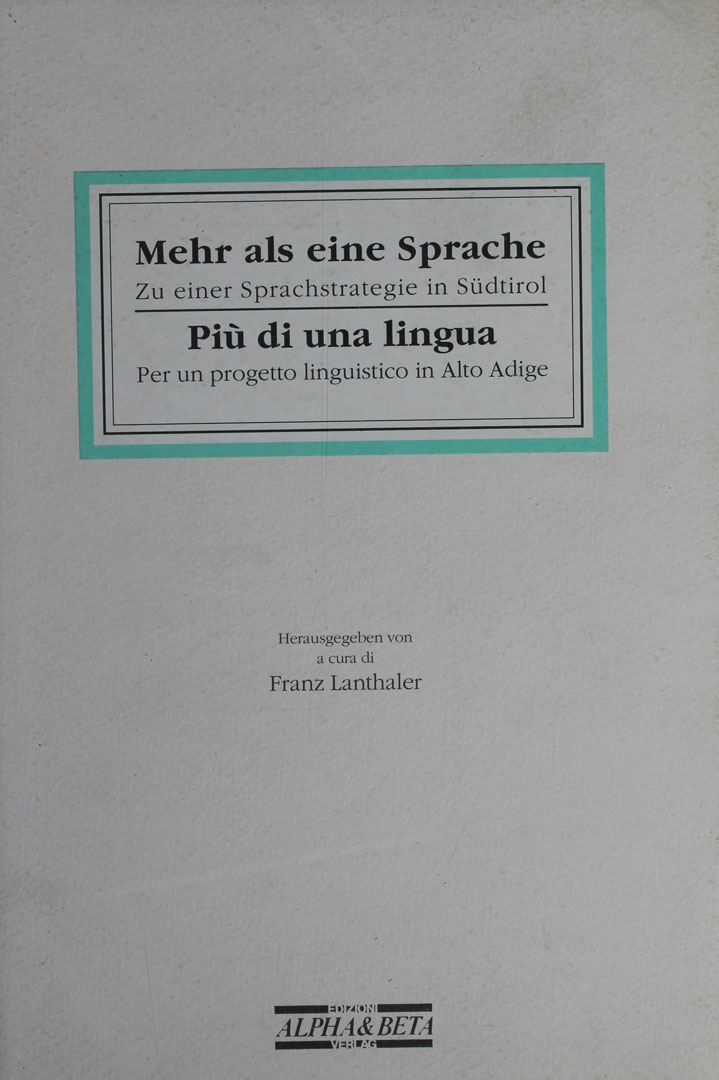 Mehr als eine Sprache
Zu einer Sprachstrategie in Südtirol
Più di una lingua
Per un progetto linguistico in Alto Adige
Herausgegeben von
a cura di
Franz Lanthaler
EDIZIONI
ALPHA & BETA
VERLAG